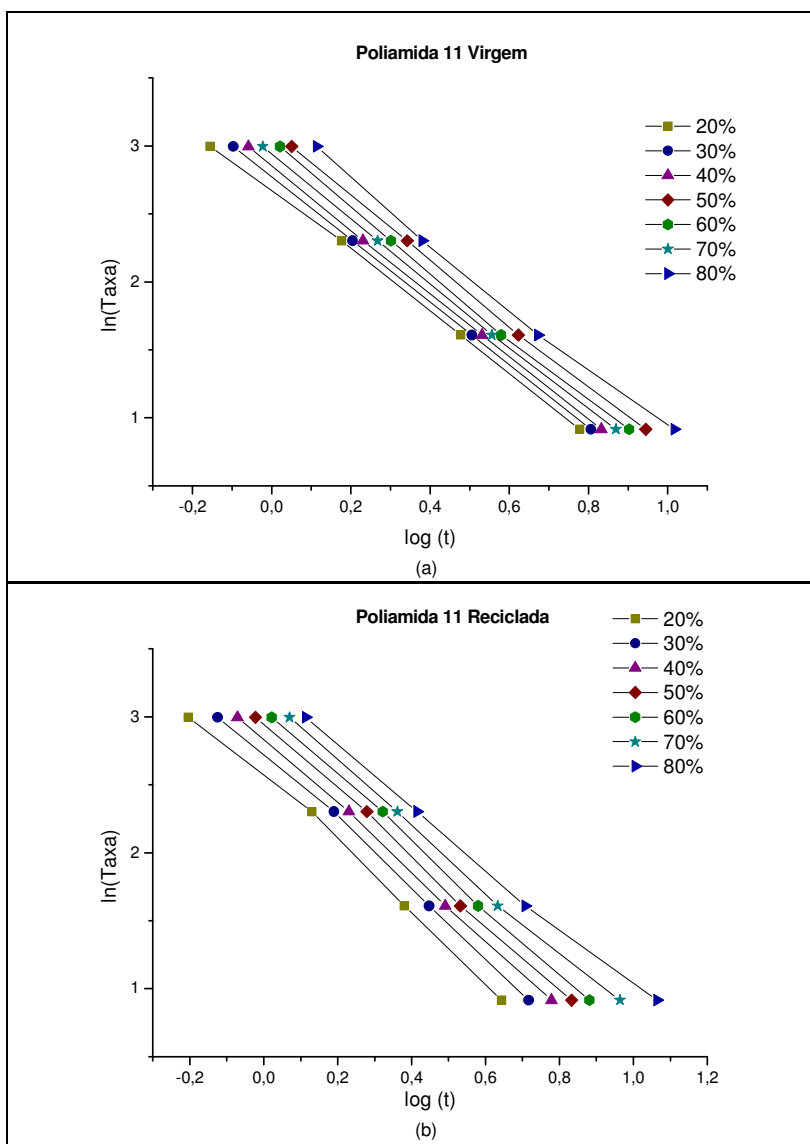 Poliamida 11 Virgem
20%
30%
40%
50%
60%
70%
80%
3
2
1
ln(Taxa)
-0,2 0,0 0,2 0,4 0,6 0,8 1,0
log (t)
(a)
Poliamida 11 Reciclada
20%
30%
40%
50%
60%
70%
80%
3
2
1
ln(Taxa)
-0,2 0,0 0,2 0,4 0,6 0,8 1,0 1,2
log (t)
(b)